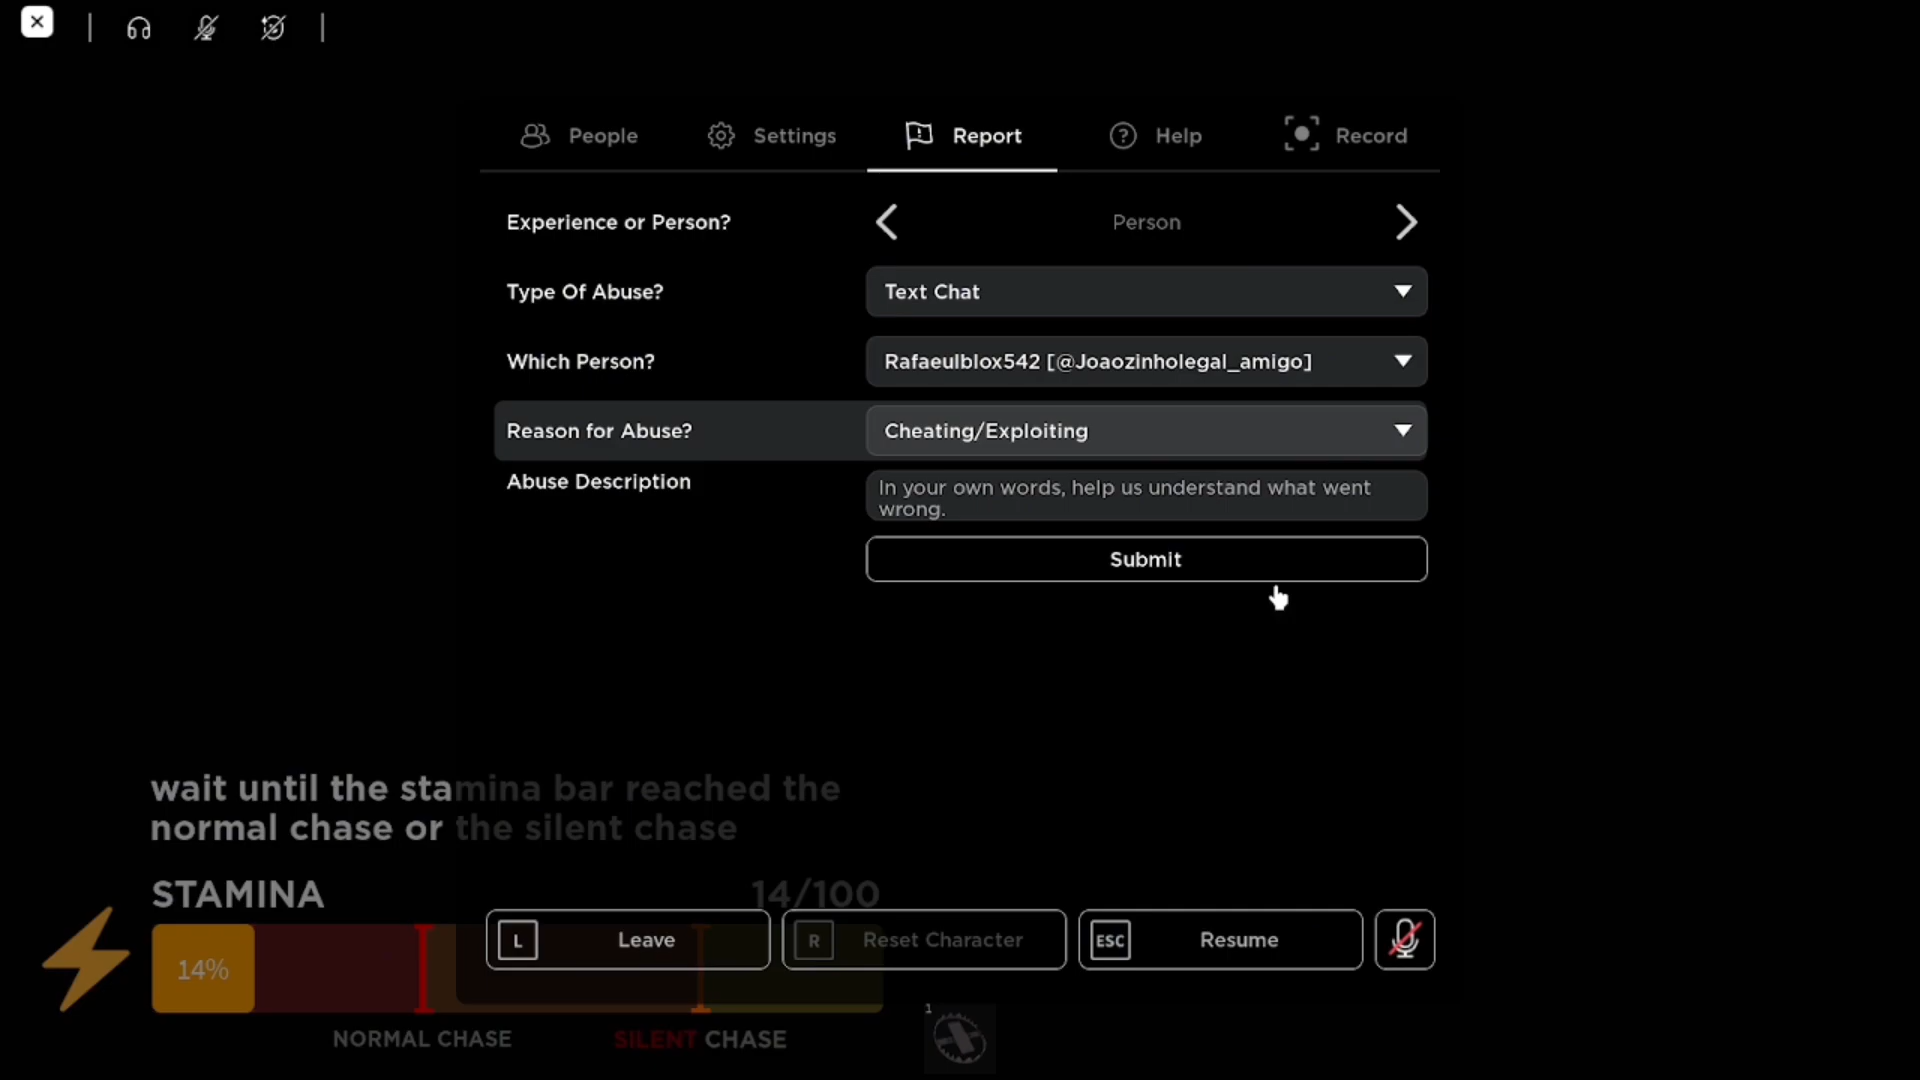 People Settings Report Help Record
Experience or Person? Person
Type Of Abuse? Text Chat
Which Person? Rafaeulblox542 [@Joaozinholegal_amigo]
Reason for Abuse? Cheating/Exploiting
Abuse Description
In your own words, help us understand what went
wrong.
Submit
wait until the stamina bar reached the
normal chase or the silent chase
STAMINA 14/100
L Leave R Reset Character ESC Resume
14%
NORMAL CHASE SILENT CHASE
1